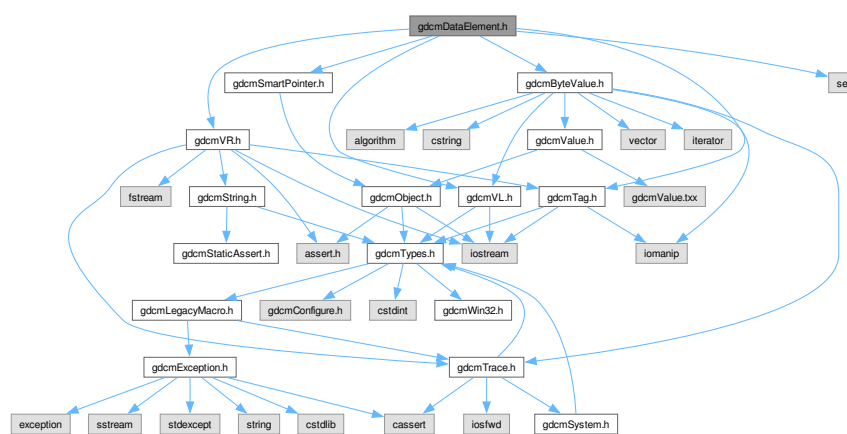 gdcmDataElement.h
gdcmSmartPointer.h
gdcmByteValue.h
se
algorithm
cstring
gdcmValue.h
vector
iterator
gdcmVR.h
fstream
gdcmString.h
gdcmObject.h
gdcmVL.h
gdcmTag.h
gdcmValue.txx
gdcmStaticAssert.h
assert.h
gdcmTypes.h
iostream
iomanip
gdcmLegacyMacro.h
gdcmConfigure.h
cstdint
gdcmWin32.h
gdcmException.h
gdcmTrace.h
exception
sstream
stdexcept
string
cstdlib
cassert
iosfwd
gdcmSystem.h